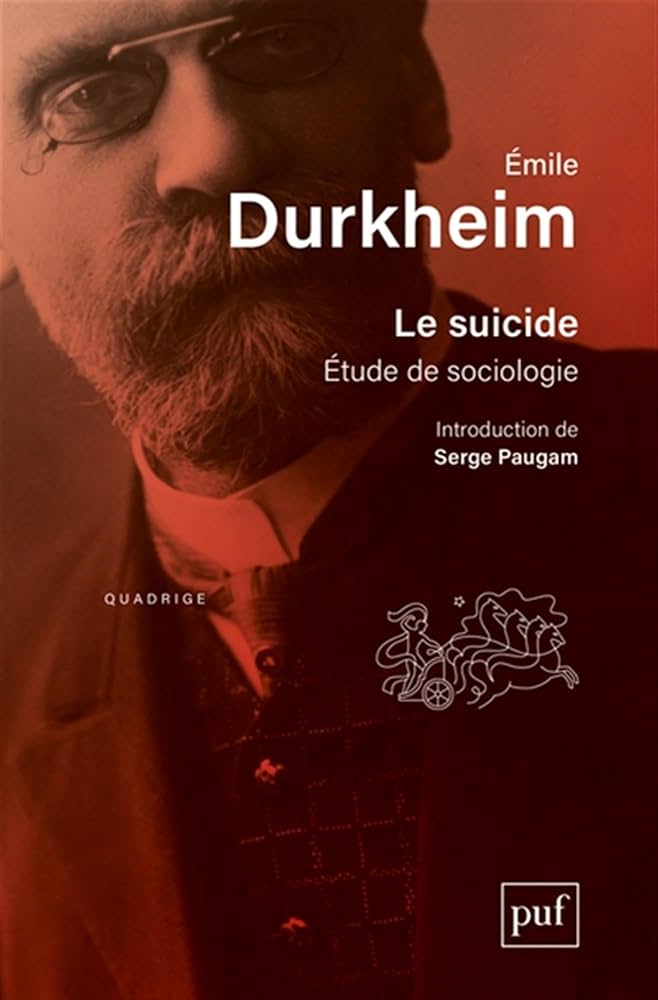 Émile
Durkheim
Le suicide
Étude de sociologie
Introduction de
Serge Paugam
QUADRIGE
puf